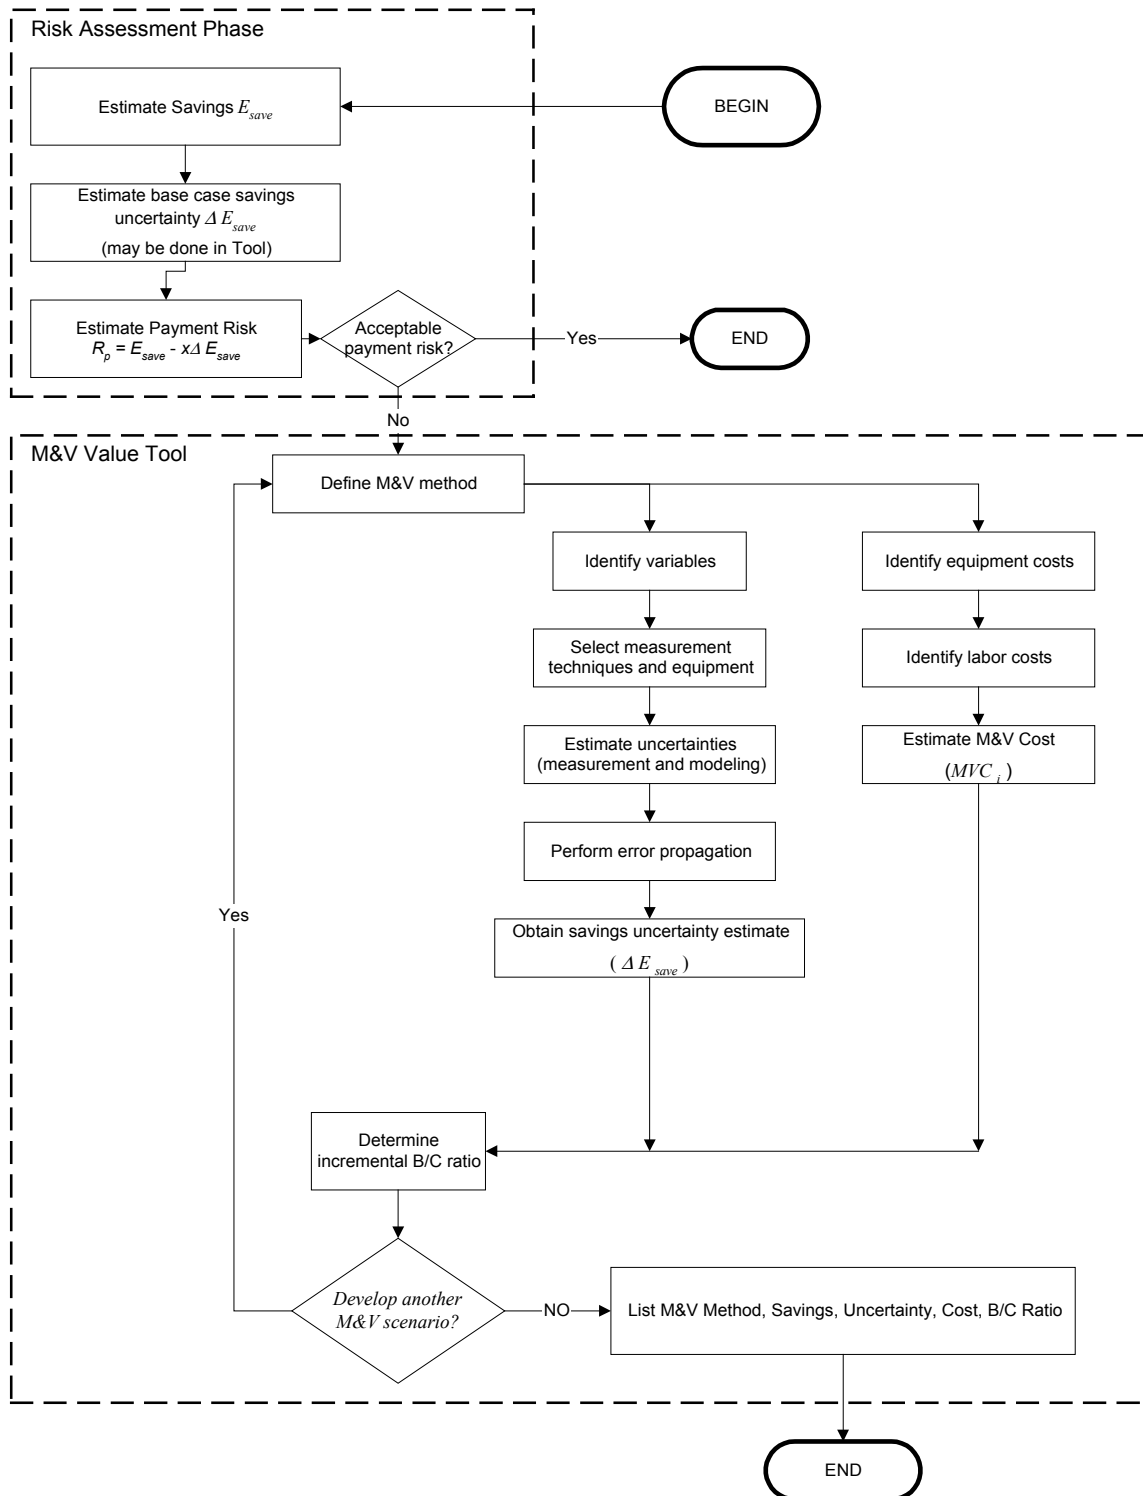 Risk Assessment Phase
BEGIN
Estimate Savings E_save
Estimate base case savings
uncertainty Δ E_save
(may be done in Tool)
Estimate Payment Risk
R_p = E_save - xΔ E_save
Acceptable
payment risk?
Yes
END
No
M&V Value Tool
Define M&V method
Identify variables
Identify equipment costs
Select measurement
techniques and equipment
Identify labor costs
Estimate uncertainties
(measurement and modeling)
Estimate M&V Cost
(MVC_i)
Perform error propagation
Yes
Obtain savings uncertainty estimate
( Δ E_save )
Determine
incremental B/C ratio
Develop another
M&V scenario?
NO
List M&V Method, Savings, Uncertainty, Cost, B/C Ratio
END